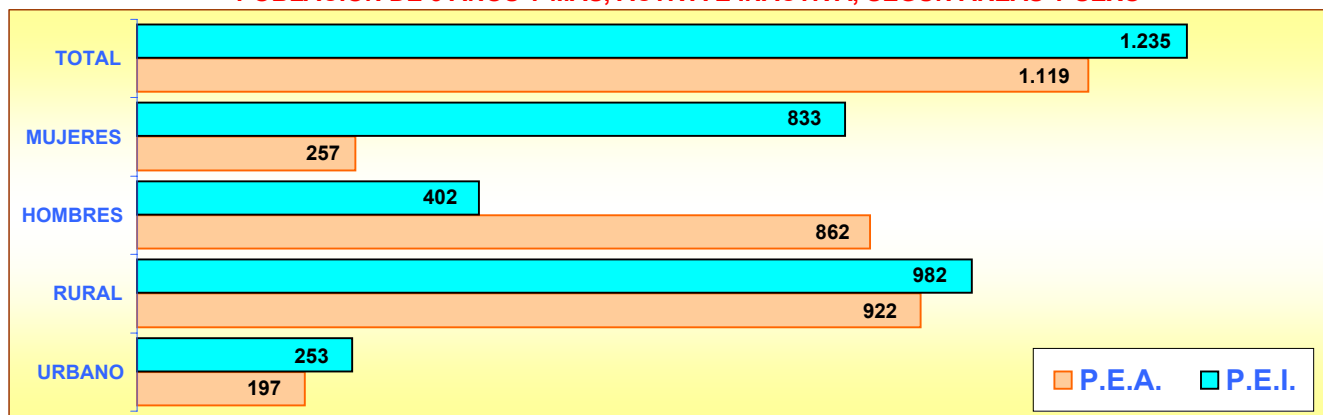 TOTAL
1.235
1.119
MUJERES
833
257
HOMBRES
402
862
RURAL
982
922
URBANO
253
197
P.E.A.
P.E.I.